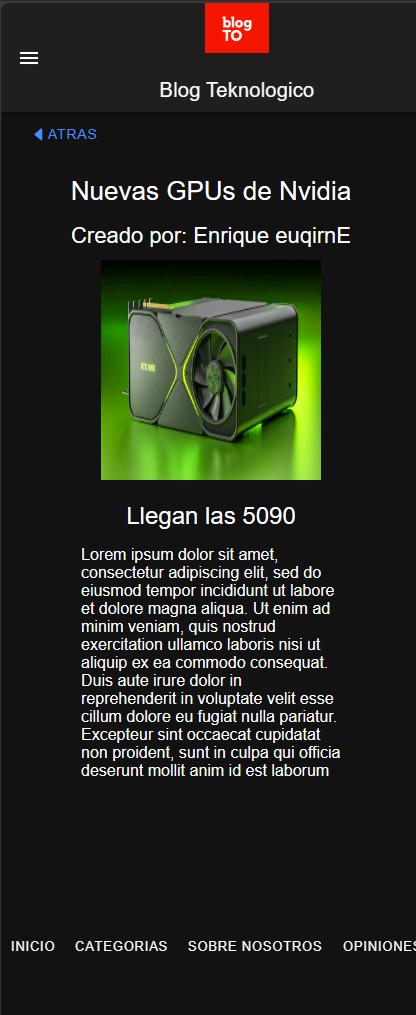 blog
TO
Blog Teknologico
ATRAS
Nuevas GPUs de Nvidia
Creado por: Enrique euqirnE
RTX 5090
Llegan las 5090
Lorem ipsum dolor sit amet,
consectetur adipiscing elit, sed do
eiusmod tempor incididunt ut labore
et dolore magna aliqua. Ut enim ad
minim veniam, quis nostrud
exercitation ullamco laboris nisi ut
aliquip ex ea commodo consequat.
Duis aute irure dolor in
reprehenderit in voluptate velit esse
cillum dolore eu fugiat nulla pariatur.
Excepteur sint occaecat cupidatat
non proident, sunt in culpa qui officia
deserunt mollit anim id est laborum
INICIO CATEGORIAS SOBRE NOSOTROS OPINIONES